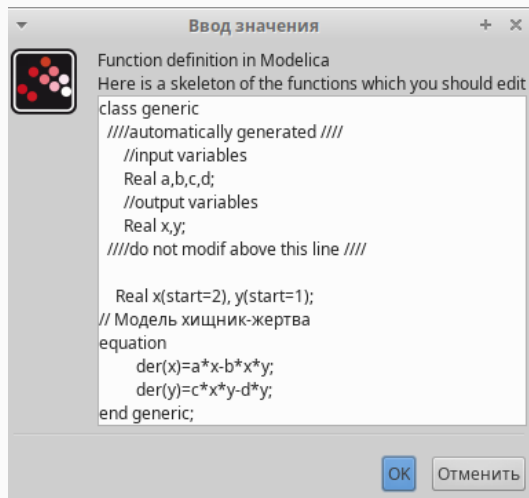 Ввод значения
Function definition in Modelica
Here is a skeleton of the functions which you should edit
class generic
////automatically generated ////
//input variables
Real a,b,c,d;
//output variables
Real x,y;
////do not modif above this line ////
Real x(start=2), y(start=1);
// Модель хищник-жертва
equation
der(x)=a*x-b*x*y;
der(y)=c*x*y-d*y;
end generic;
OK Отменить